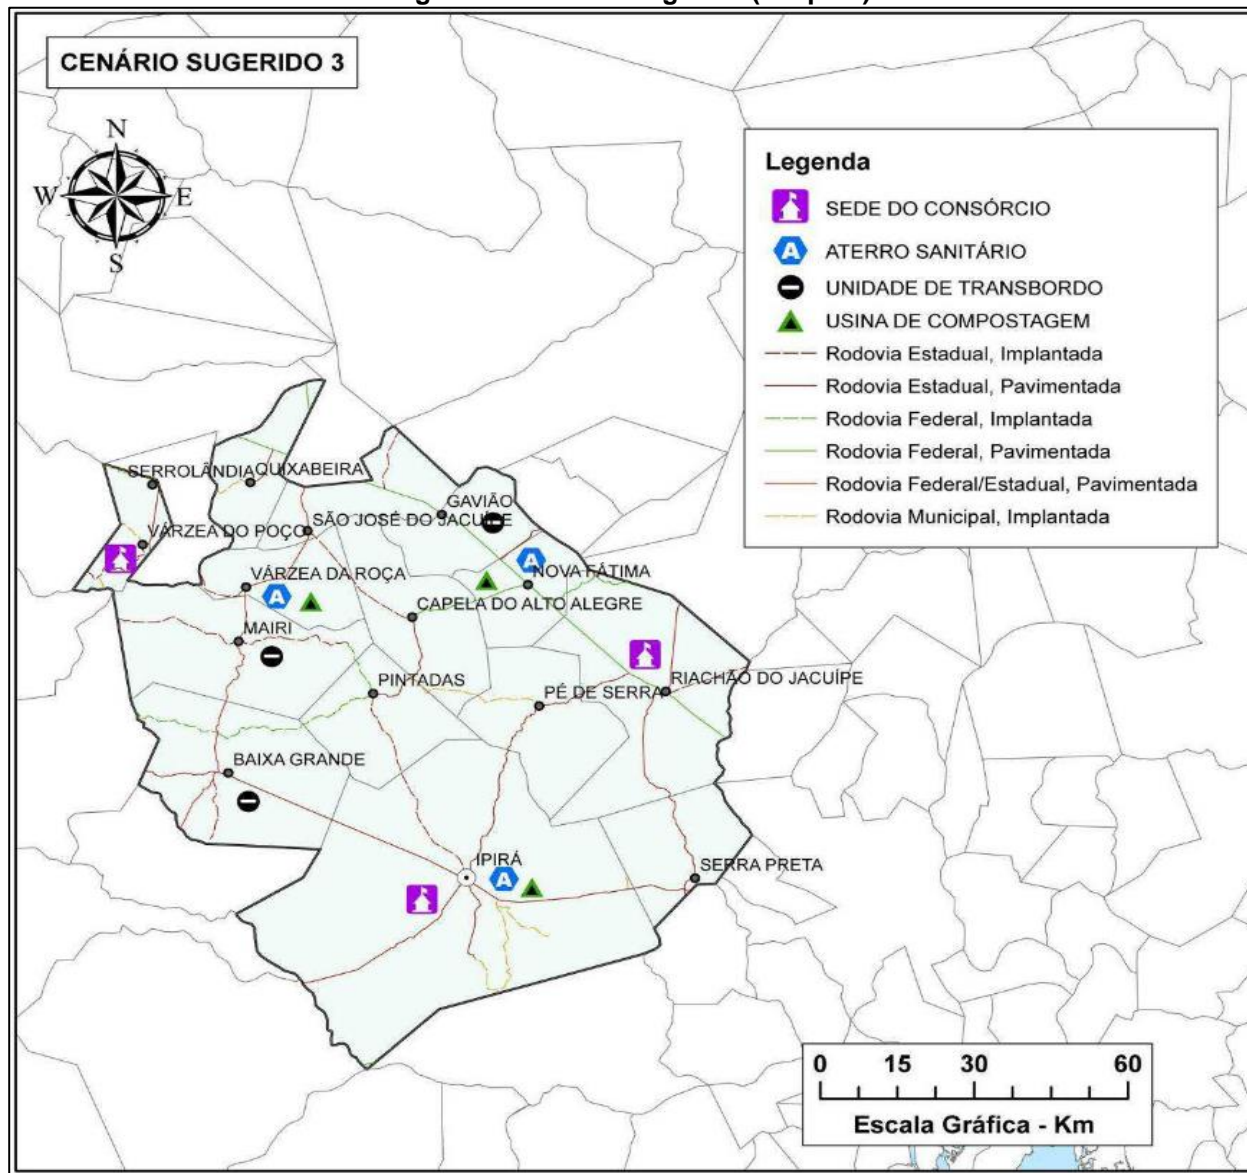 CENÁRIO SUGERIDO 3
N
W
E
S
Legenda
SEDE DO CONSÓRCIO
A ATERRO SANITÁRIO
UNIDADE DE TRANSBORDO
USINA DE COMPOSTAGEM
Rodovia Estadual, Implantada
Rodovia Estadual, Pavimentada
Rodovia Federal, Implantada
Rodovia Federal, Pavimentada
Rodovia Federal/Estadual, Pavimentada
Rodovia Municipal, Implantada
SERROLÂNDIA
QUIXABEIRA
GAVIÃO
SÃO JOSÉ DO JACUÍPE
VÁRZEA DO POÇO
A
NOVA FÁTIMA
VÁRZEA DA ROÇA
A
CAPELA DO ALTO ALEGRE
MAIRI
PINTADAS
RIACHÃO DO JACUÍPE
PÉ DE SERRA
BAIXA GRANDE
IPIRÁ
A
SERRA PRETA
0 15 30 60
Escala Gráfica - Km